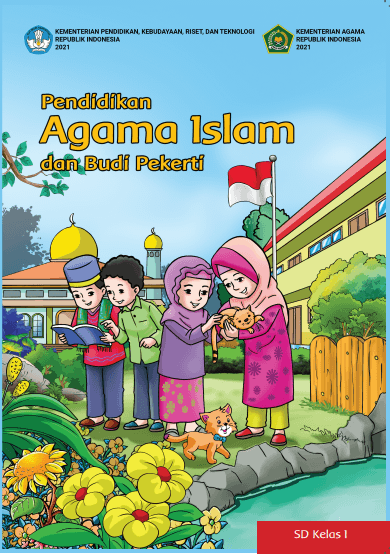 KEMENTERIAN PENDIDIKAN, KEBUDAYAAN, RISET, DAN TEKNOLOGI
REPUBLIK INDONESIA
2021
KEMENTERIAN AGAMA
REPUBLIK INDONESIA
2021
Pendidikan
Agama Islam
dan Budi Pekerti
SD Kelas I